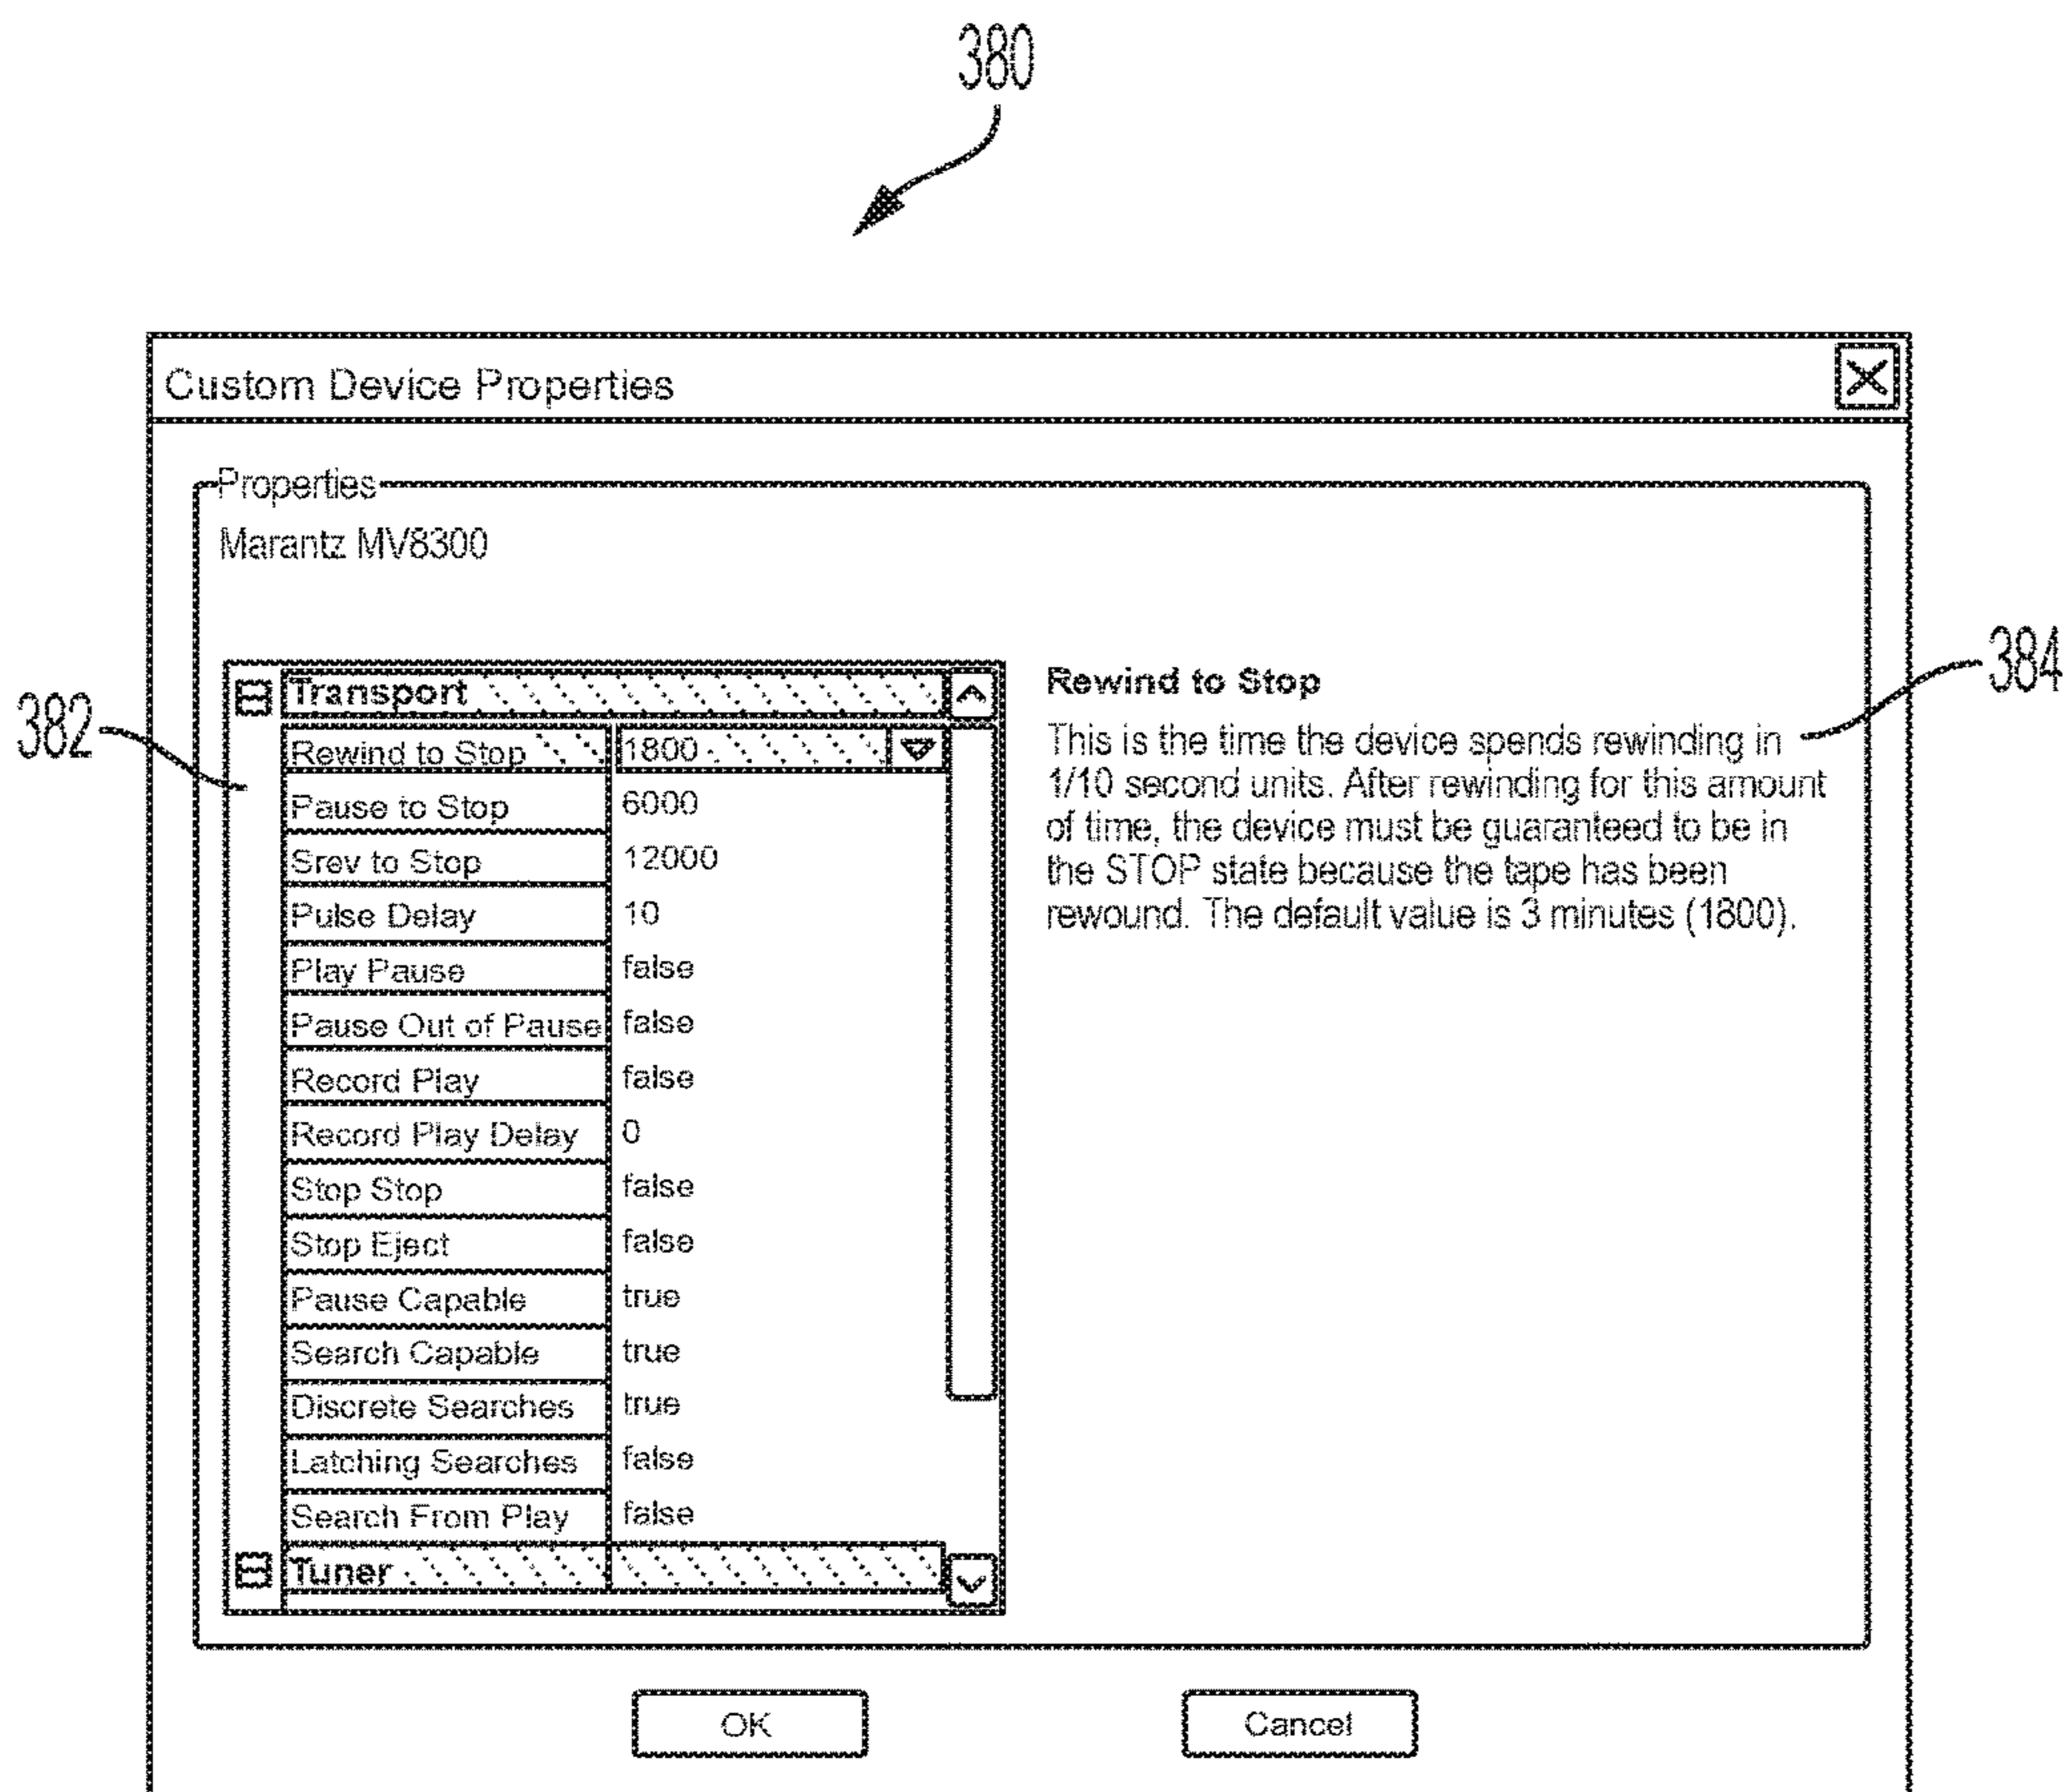 380
Custom Device Properties
Properties
Marantz MV8300
382
384
Transport
Rewind to Stop 1800
Pause to Stop 6000
Srev to Stop 12000
Pulse Delay 10
Play Pause false
Pause Out of Pause false
Record Play false
Record Play Delay 0
Stop Stop false
Stop Eject false
Pause Capable true
Search Capable true
Discrete Searches true
Latching Searches false
Search From Play false
Tuner
Rewind to Stop
This is the time the device spends rewinding in
1/10 second units. After rewinding for this amount
of time, the device must be guaranteed to be in
the STOP state because the tape has been
rewound. The default value is 3 minutes (1800).
OK
Cancel